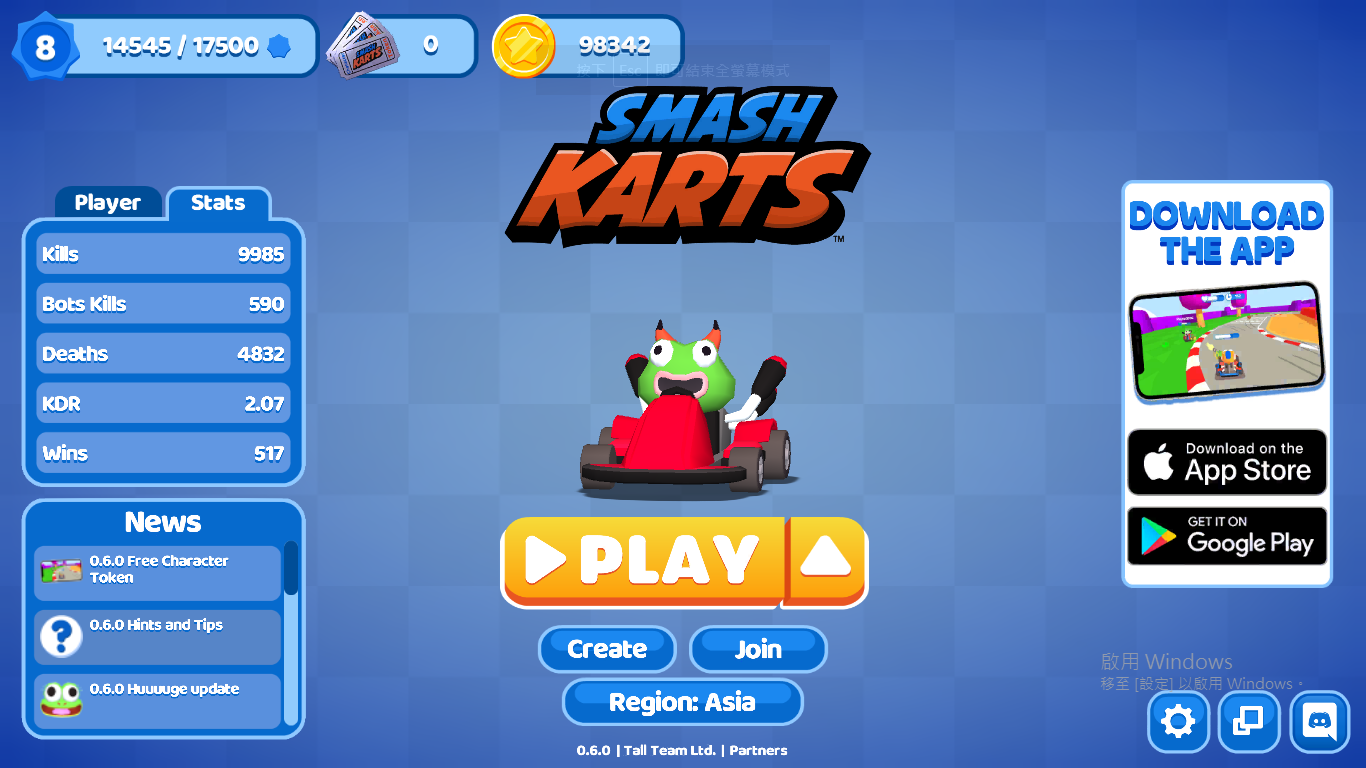 8
14545 / 17500
SMASH
KARTS
0
98342
按下 Esc 即可結束全螢幕模式
SMASH
KARTS
TM
Player
Stats
Kills 9985
Bots Kills 590
Deaths 4832
KDR 2.07
Wins 517
News
0.6.0 Free Character
Token
0.6.0 Hints and Tips
0.6.0 Huuuuge update
PLAY
Create
Join
Region: Asia
0.6.0 | Tall Team Ltd. | Partners
DOWNLOAD
THE APP
Download on the
App Store
GET IT ON
Google Play
啟用 Windows
移至 [設定] 以啟用 Windows。